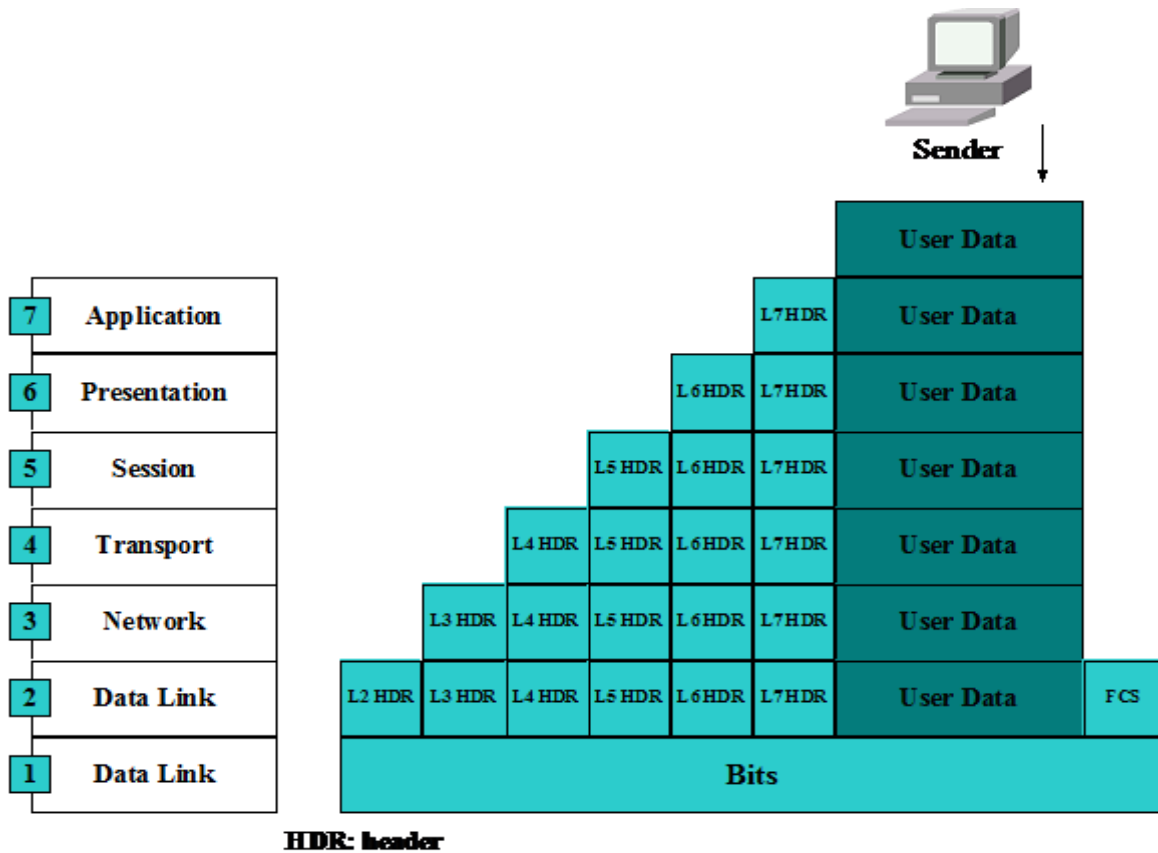 Sender
User Data
7 Application L7HDR User Data
6 Presentation L6HDR L7HDR User Data
5 Session L5 HDR L6HDR L7HDR User Data
4 Transport L4 HDR L5 HDR L6HDR L7HDR User Data
3 Network L3 HDR L4 HDR L5 HDR L6HDR L7HDR User Data
2 Data Link L2 HDR L3 HDR L4 HDR L5 HDR L6HDR L7HDR User Data FCS
1 Data Link Bits
HDR: header